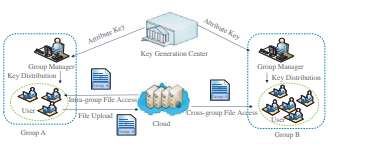 Attribute Key
Attribute Key
Key Generation Center
Group Manager
Group Manager
Key Distribution
Key Distribution
Intra-group File Access
Cross-group File Access
User
User
File Upload
Cloud
Group A
Group B